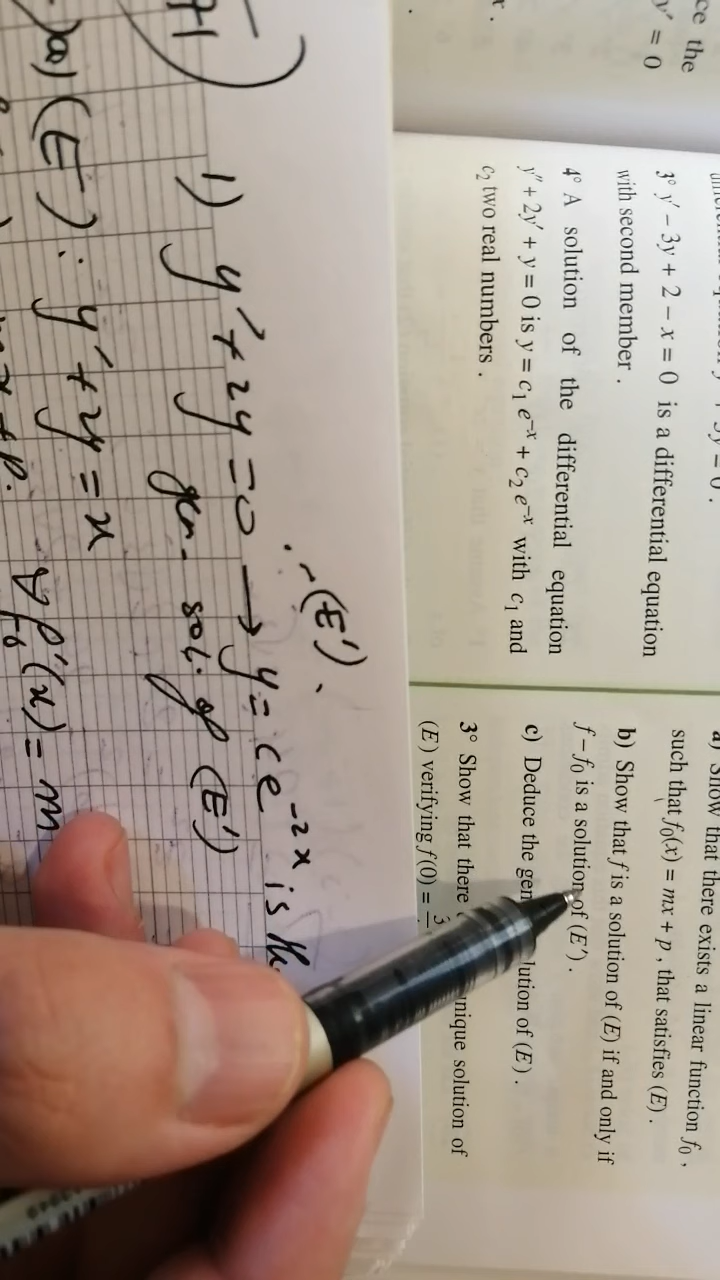 ce the
y' = 0
3° y' – 3y + 2 – x = 0 is a differential equation
with second member .
4° A solution of the differential equation
y" + 2y' + y = 0 is y = c₁ e⁻ˣ + c₂ e⁻ˣ with c₁ and
c₂ two real numbers .
a) Show that there exists a linear function f₀ ,
such that f₀(x) = mx + p , that satisfies (E) .
b) Show that f is a solution of (E) if and only if
f – f₀ is a solution of (E') .
c) Deduce the gen lution of (E) .
3° Show that there nique solution of
(E) verifying f (0) = 3
(E').
1) y' + 2y = 0 → y = ce⁻²ˣ is the
gen. sol. of (E')
a) (E) : y' + 2y = x
mx + p. f₀'(x) = m